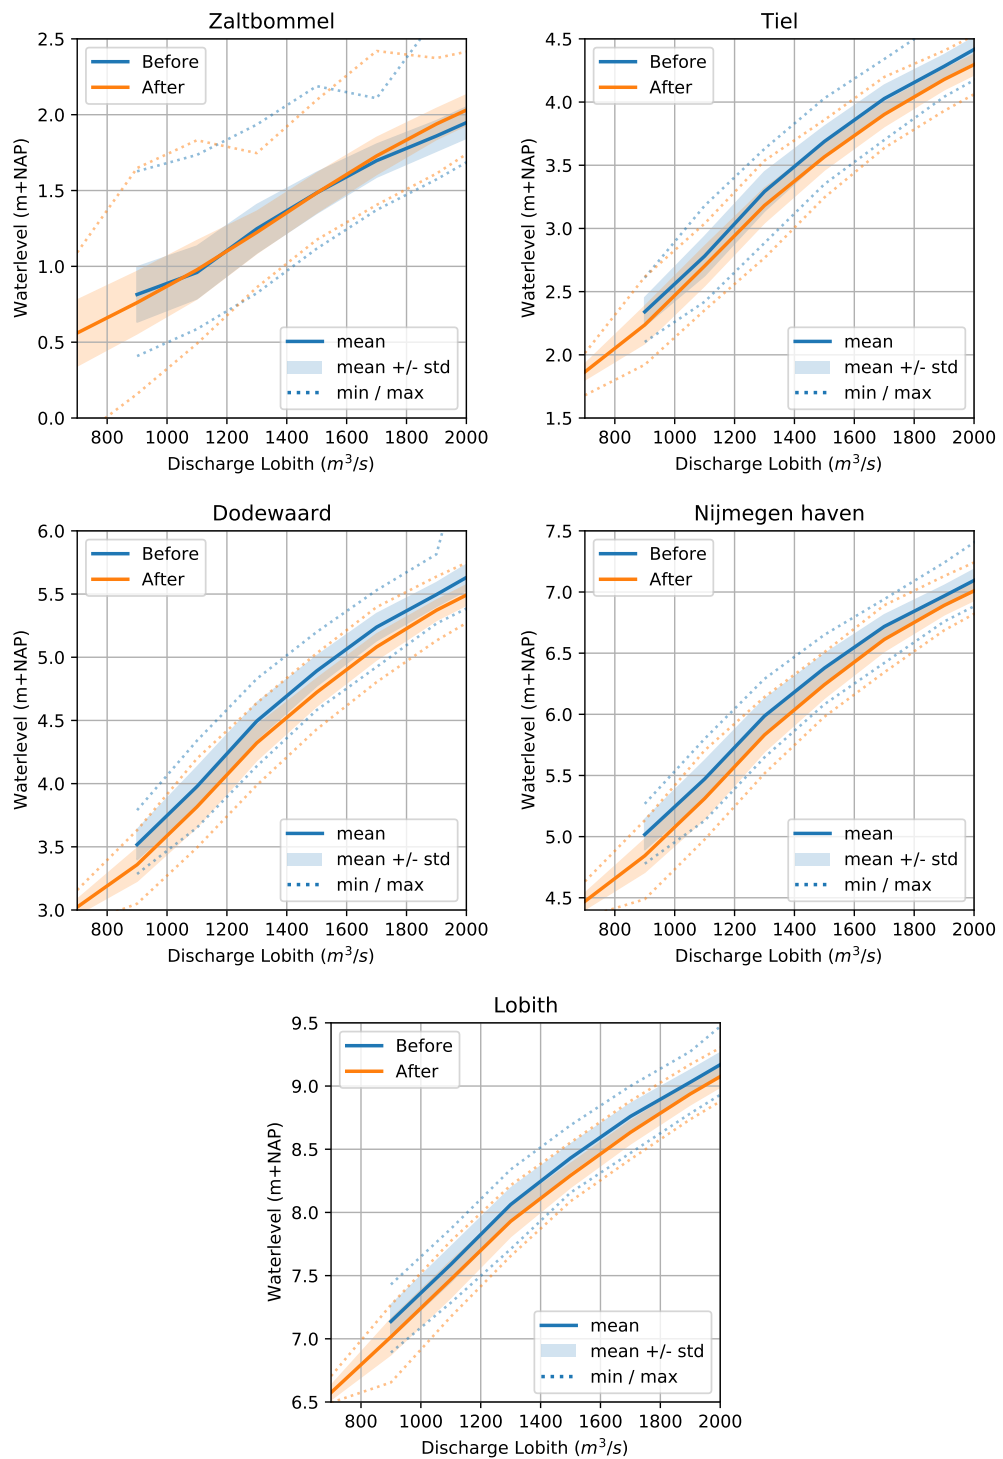 Zaltbommel
Waterlevel (m+NAP)
2.5
2.0
1.5
1.0
0.5
0.0
Before
After
mean
mean +/- std
min / max
800 1000 1200 1400 1600 1800 2000
Discharge Lobith (m³/s)
Tiel
Waterlevel (m+NAP)
4.5
4.0
3.5
3.0
2.5
2.0
1.5
Before
After
mean
mean +/- std
min / max
800 1000 1200 1400 1600 1800 2000
Discharge Lobith (m³/s)
Dodewaard
Waterlevel (m+NAP)
6.0
5.5
5.0
4.5
4.0
3.5
3.0
Before
After
mean
mean +/- std
min / max
800 1000 1200 1400 1600 1800 2000
Discharge Lobith (m³/s)
Nijmegen haven
Waterlevel (m+NAP)
7.5
7.0
6.5
6.0
5.5
5.0
4.5
Before
After
mean
mean +/- std
min / max
800 1000 1200 1400 1600 1800 2000
Discharge Lobith (m³/s)
Lobith
Waterlevel (m+NAP)
9.5
9.0
8.5
8.0
7.5
7.0
6.5
Before
After
mean
mean +/- std
min / max
800 1000 1200 1400 1600 1800 2000
Discharge Lobith (m³/s)